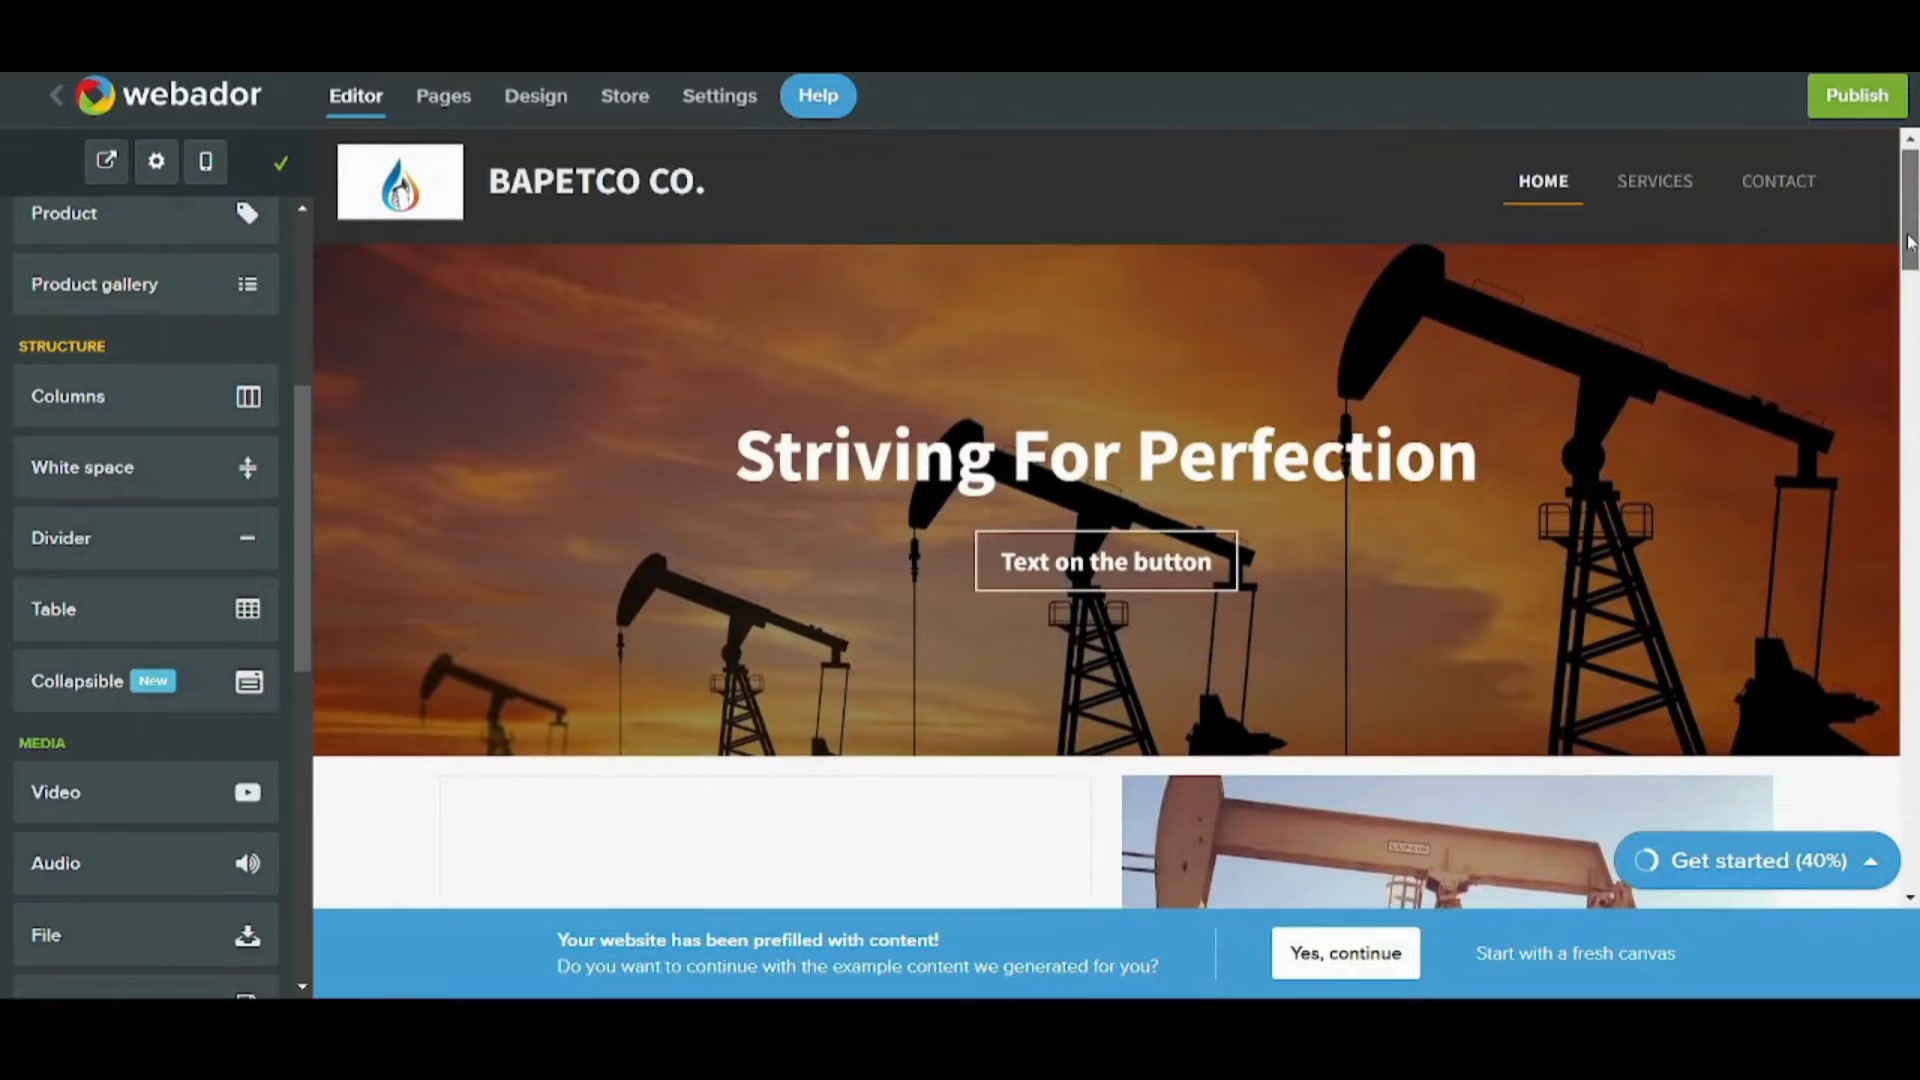 webador
Editor Pages Design Store Settings Help
Publish
BAPETCO CO.
HOME SERVICES CONTACT
Product
Product gallery
STRUCTURE
Columns
White space
Divider
Table
Collapsible New
MEDIA
Video
Audio
File
Striving For Perfection
Text on the button
LUFKIN
Get started (40%)
Your website has been prefilled with content!
Do you want to continue with the example content we generated for you?
Yes, continue
Start with a fresh canvas